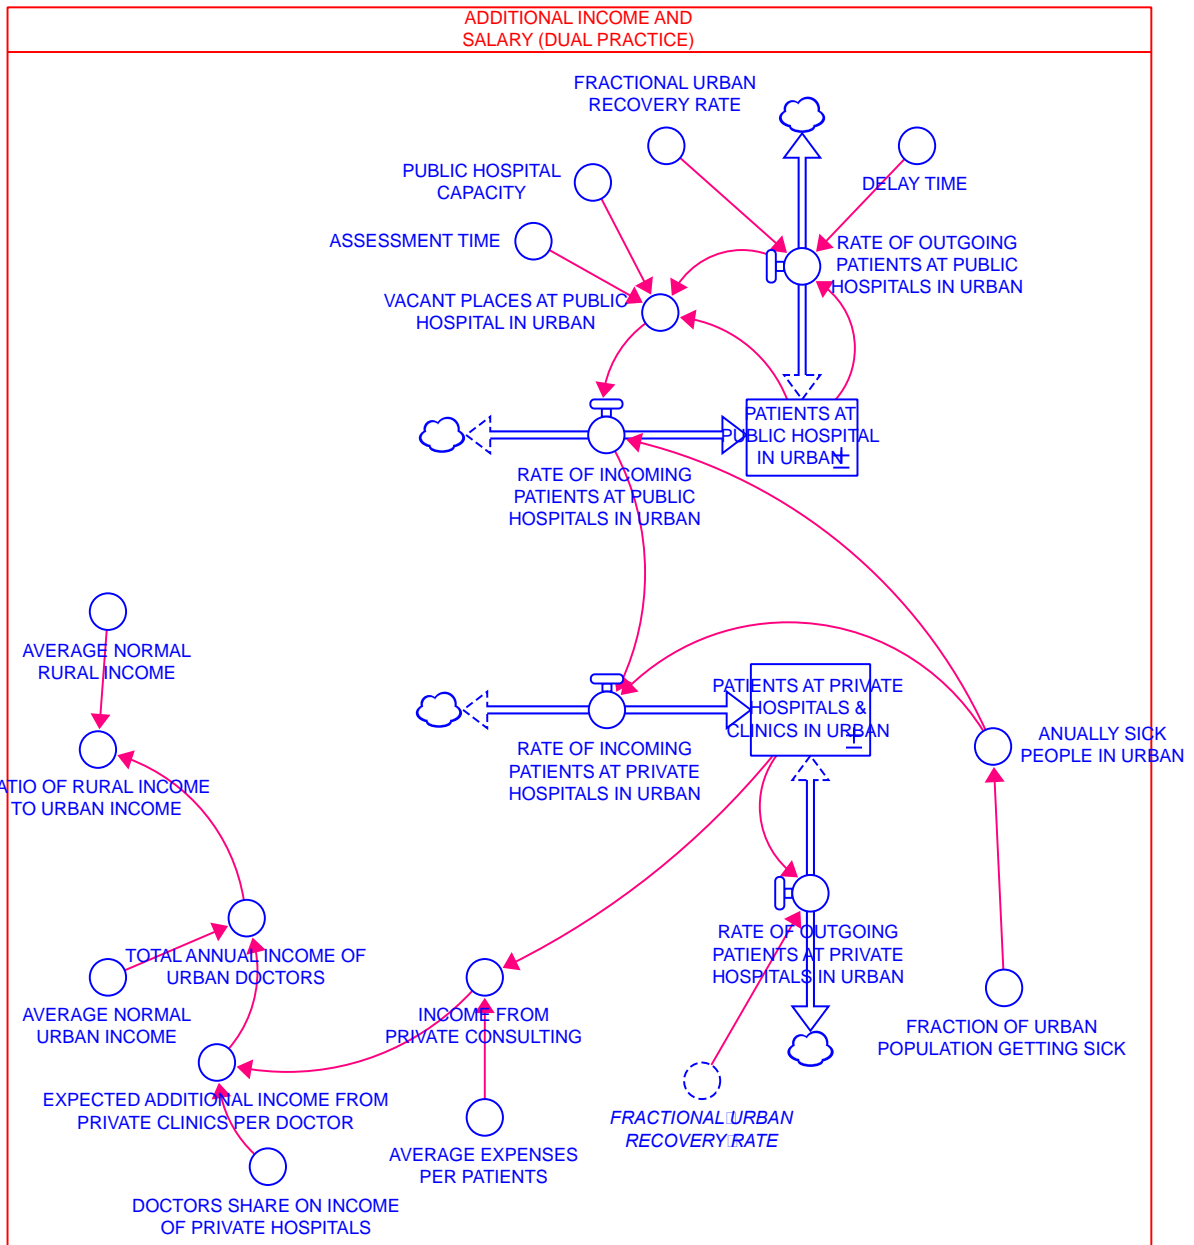 ADDITIONAL INCOME AND
SALARY (DUAL PRACTICE)
FRACTIONAL URBAN
RECOVERY RATE
DELAY TIME
PUBLIC HOSPITAL
CAPACITY
ASSESSMENT TIME
RATE OF OUTGOING
PATIENTS AT PUBLIC
HOSPITALS IN URBAN
VACANT PLACES AT PUBLIC
HOSPITAL IN URBAN
PATIENTS AT
PUBLIC HOSPITAL
IN URBAN
RATE OF INCOMING
PATIENTS AT PUBLIC
HOSPITALS IN URBAN
AVERAGE NORMAL
RURAL INCOME
PATIENTS AT PRIVATE
HOSPITALS &
CLINICS IN URBAN
ANUALLY SICK
PEOPLE IN URBAN
RATE OF INCOMING
PATIENTS AT PRIVATE
HOSPITALS IN URBAN
ATIO OF RURAL INCOME
TO URBAN INCOME
TOTAL ANNUAL INCOME OF
URBAN DOCTORS
RATE OF OUTGOING
PATIENTS AT PRIVATE
HOSPITALS IN URBAN
AVERAGE NORMAL
URBAN INCOME
INCOME FROM
PRIVATE CONSULTING
FRACTION OF URBAN
POPULATION GETTING SICK
EXPECTED ADDITIONAL INCOME FROM
PRIVATE CLINICS PER DOCTOR
FRACTIONAL URBAN
RECOVERY RATE
AVERAGE EXPENSES
PER PATIENTS
DOCTORS SHARE ON INCOME
OF PRIVATE HOSPITALS